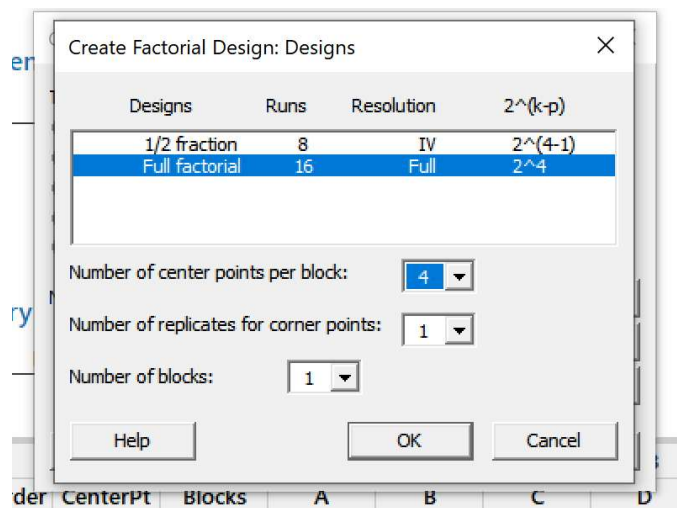 Create Factorial Design: Designs
Designs Runs Resolution 2^(k-p)
1/2 fraction 8 IV 2^(4-1)
Full factorial 16 Full 2^4
Number of center points per block: 4
Number of replicates for corner points: 1
Number of blocks: 1
Help OK Cancel
CenterPt Blocks A B C D